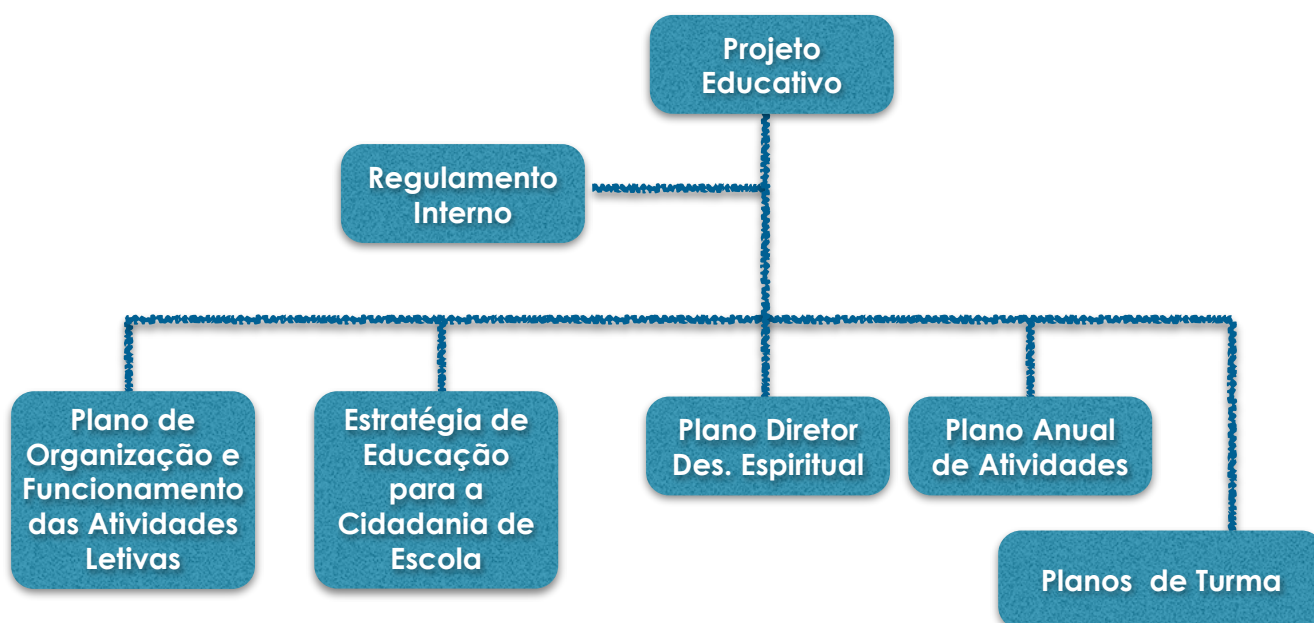 Projeto
Educativo
Regulamento
Interno
Plano de
Organização e
Funcionamento
das Atividades
Letivas
Estratégia de
Educação
para a
Cidadania de
Escola
Plano Diretor
Des. Espiritual
Plano Anual
de Atividades
Planos de Turma